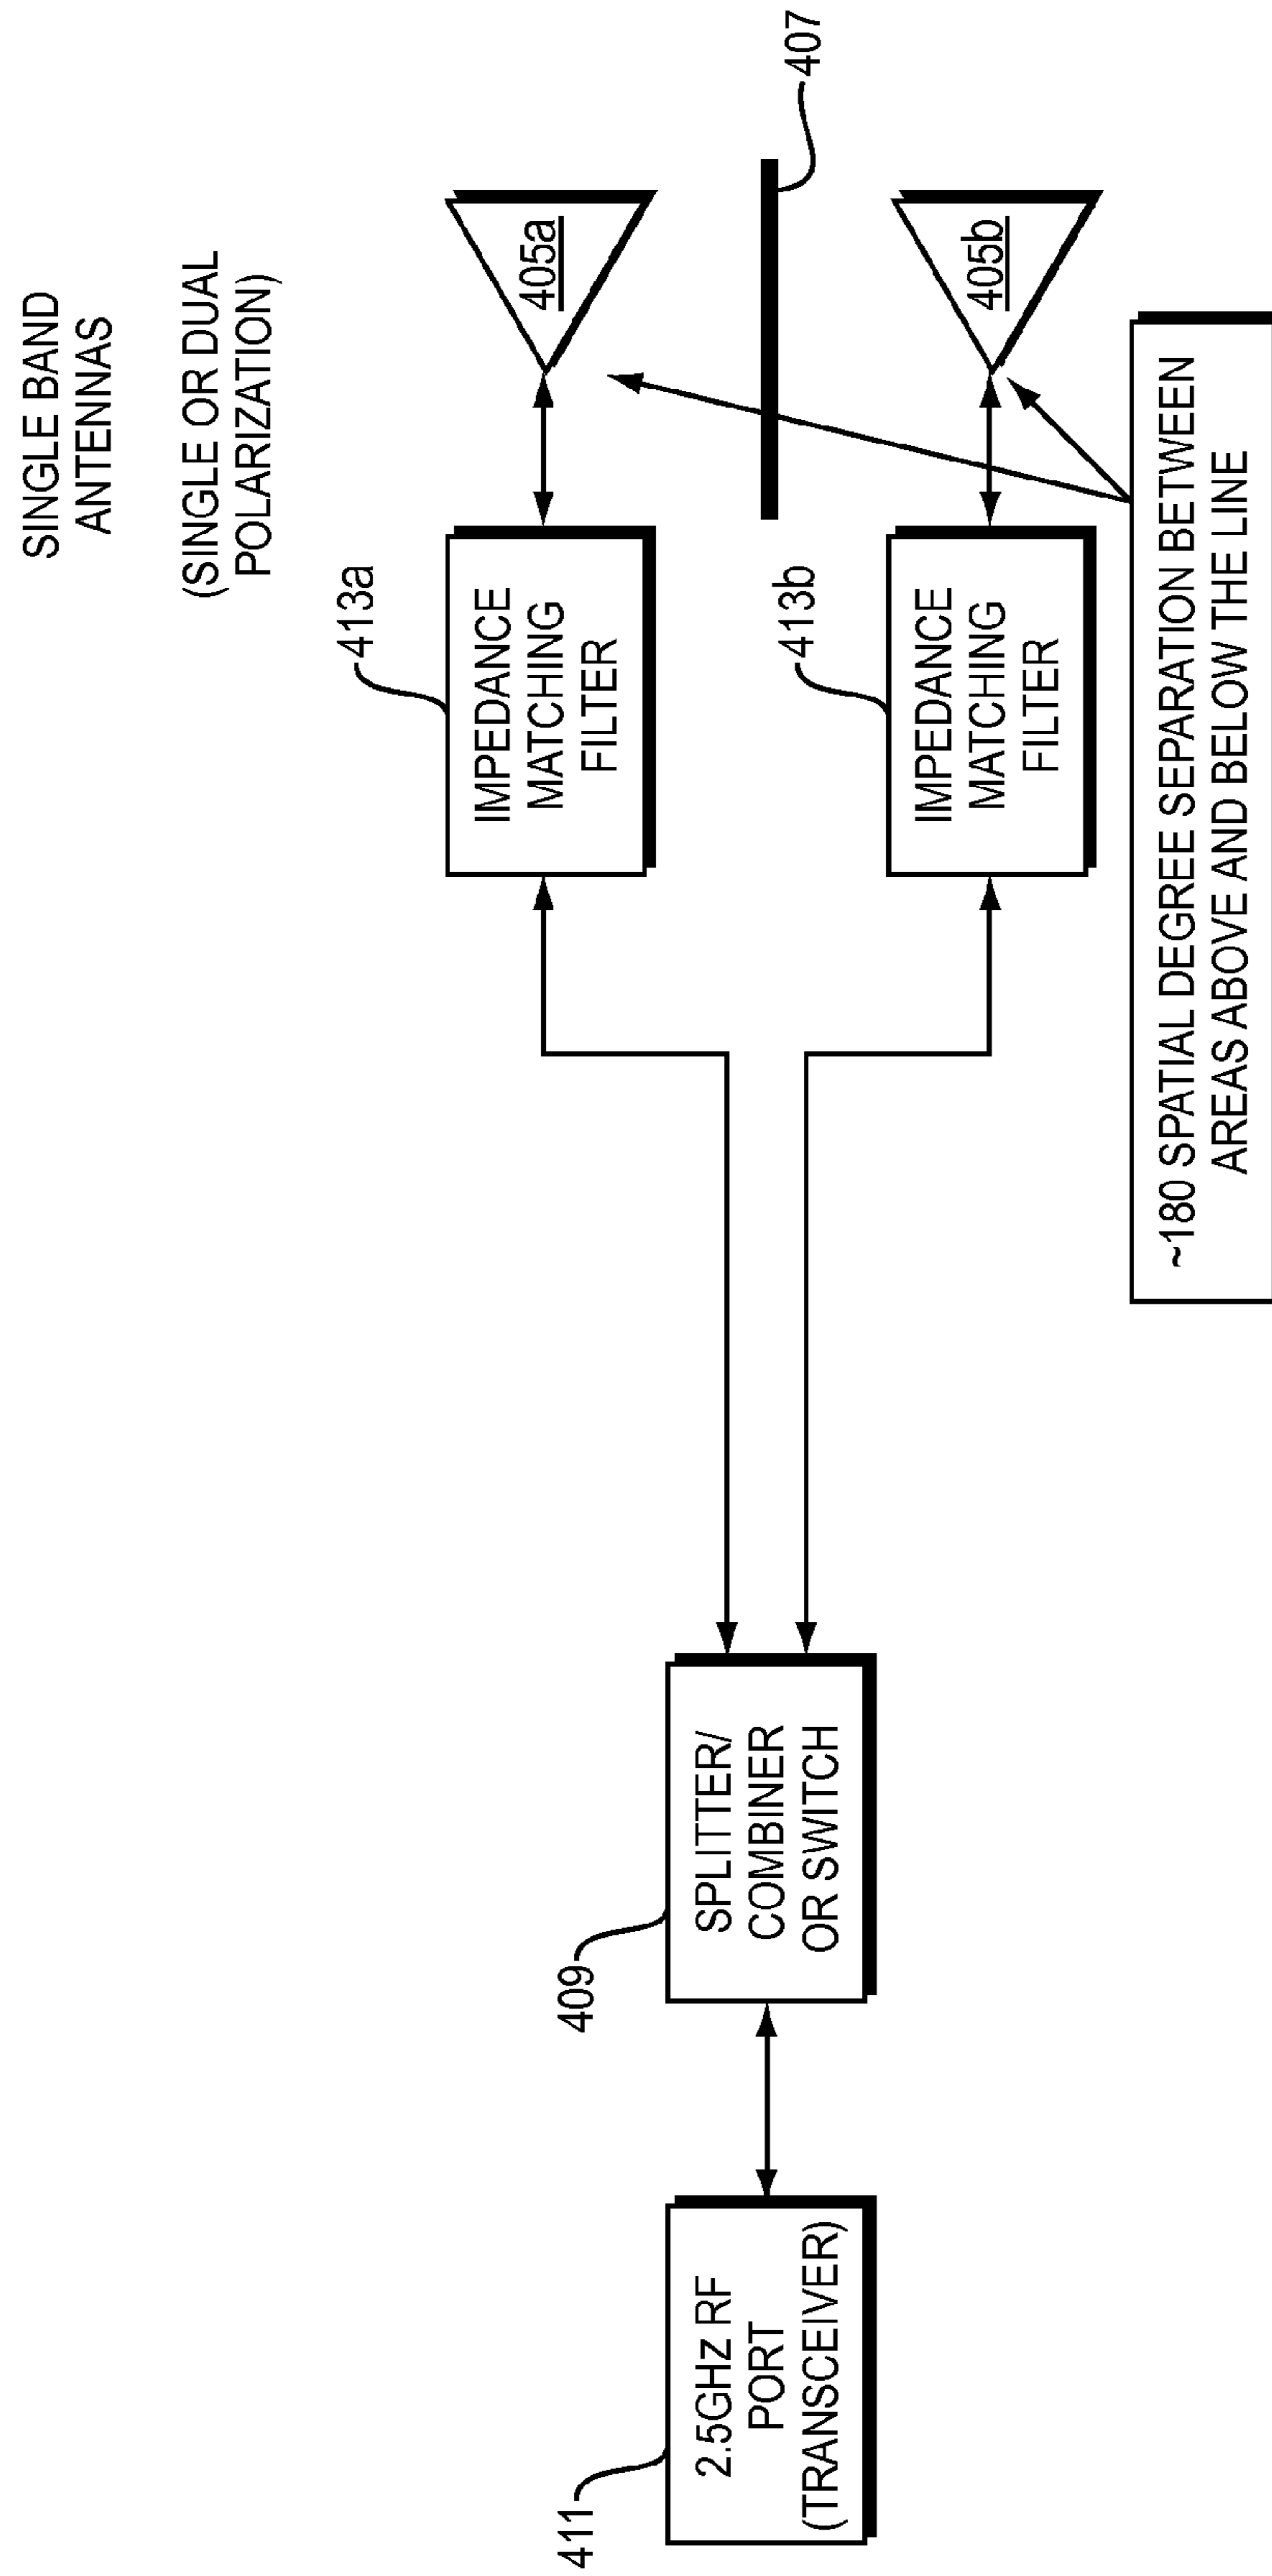 SINGLE BAND
ANTENNAS
(SINGLE OR DUAL
POLARIZATION)
413a
IMPEDANCE
MATCHING
FILTER
405a
407
411
2.5GHz RF
PORT
(TRANSCEIVER)
409
SPLITTER/
COMBINER
OR SWITCH
413b
IMPEDANCE
MATCHING
FILTER
405b
~180 SPATIAL DEGREE SEPARATION BETWEEN
AREAS ABOVE AND BELOW THE LINE